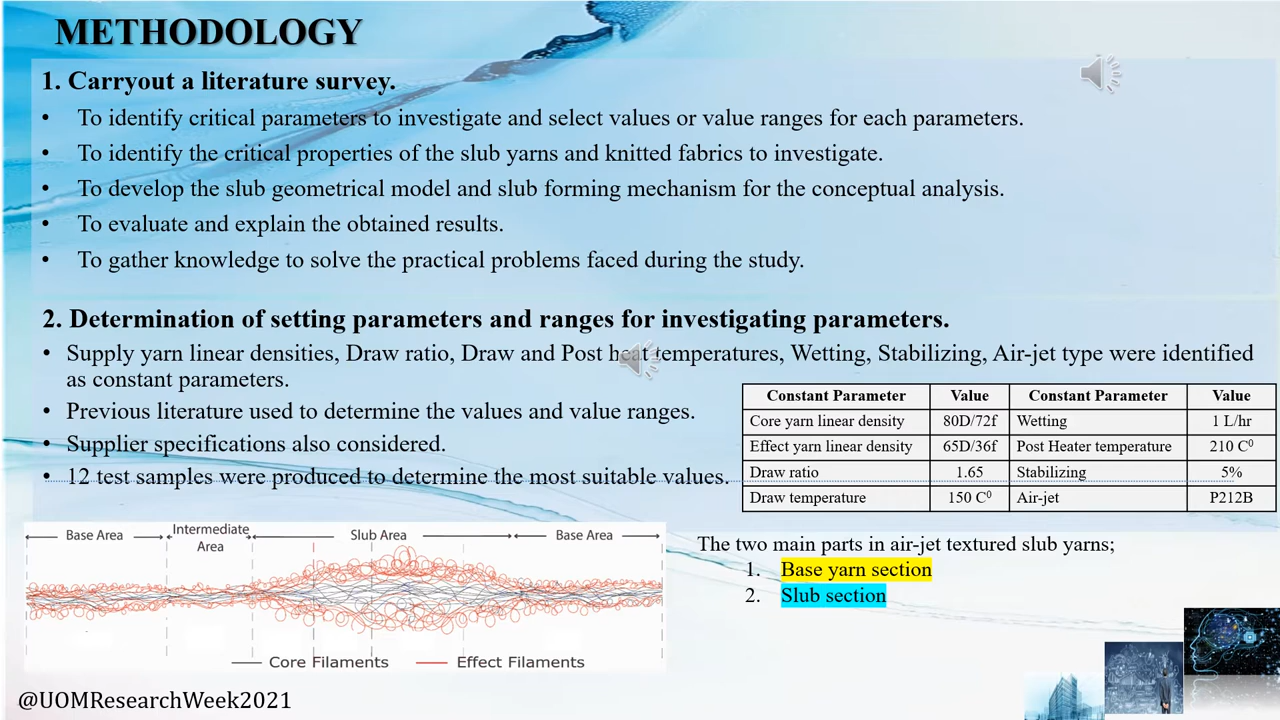 METHODOLOGY
1. Carryout a literature survey.
• To identify critical parameters to investigate and select values or value ranges for each parameters.
• To identify the critical properties of the slub yarns and knitted fabrics to investigate.
• To develop the slub geometrical model and slub forming mechanism for the conceptual analysis.
• To evaluate and explain the obtained results.
• To gather knowledge to solve the practical problems faced during the study.
2. Determination of setting parameters and ranges for investigating parameters.
• Supply yarn linear densities, Draw ratio, Draw and Post heat temperatures, Wetting, Stabilizing, Air-jet type were identified
as constant parameters.
• Previous literature used to determine the values and value ranges.
• Supplier specifications also considered.
• 12 test samples were produced to determine the most suitable values.
Constant Parameter Value Constant Parameter Value
Core yarn linear density 80D/72f Wetting 1 L/hr
Effect yarn linear density 65D/36f Post Heater temperature 210 C⁰
Draw ratio 1.65 Stabilizing 5%
Draw temperature 150 C⁰ Air-jet P212B
Base Area Intermediate Area Slub Area Base Area
Core Filaments Effect Filaments
The two main parts in air-jet textured slub yarns;
1. Base yarn section
2. Slub section
@UOMResearchWeek2021